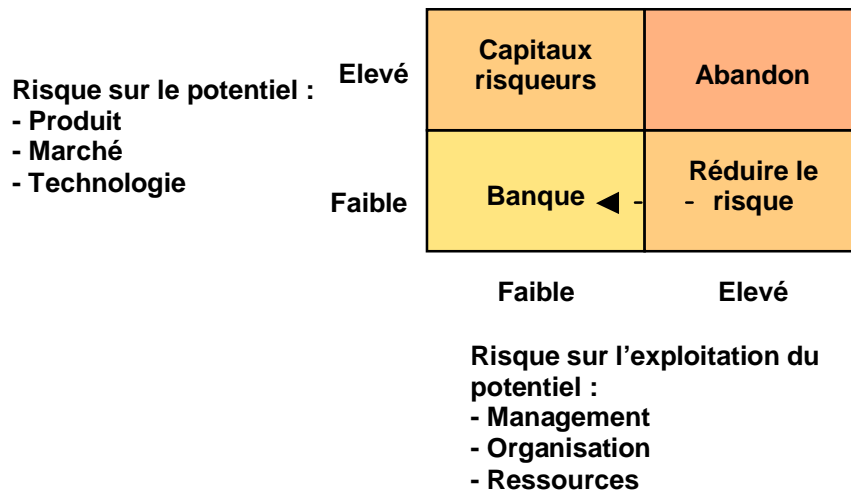 Risque sur le potentiel :
- Produit
- Marché
- Technologie
Elevé
Capitaux
risqueurs
Abandon
Faible
Banque
Réduire le
risque
Faible
Elevé
Risque sur l’exploitation du
potentiel :
- Management
- Organisation
- Ressources